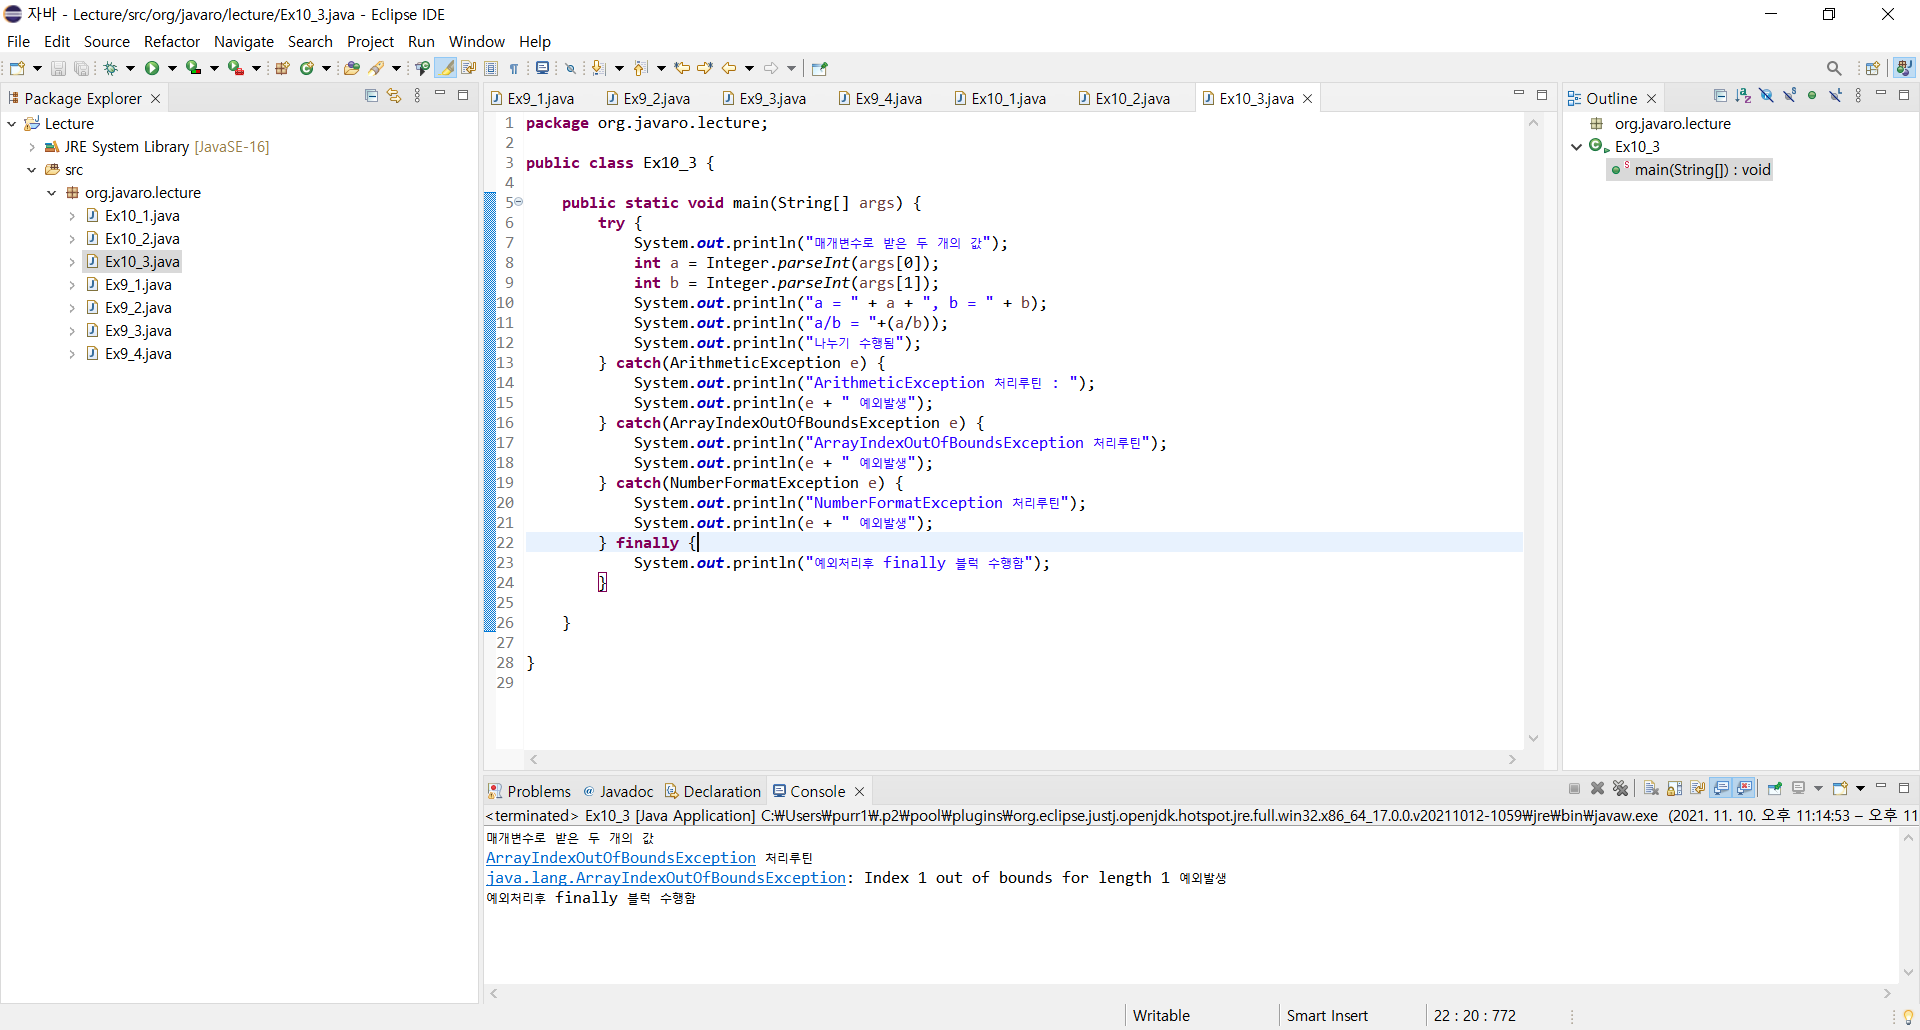 자바 - Lecture/src/org/javaro/lecture/Ex10_3.java - Eclipse IDE
File Edit Source Refactor Navigate Search Project Run Window Help
Package Explorer
Lecture
JRE System Library [JavaSE-16]
src
org.javaro.lecture
Ex10_1.java
Ex10_2.java
Ex10_3.java
Ex9_1.java
Ex9_2.java
Ex9_3.java
Ex9_4.java
Ex9_1.java Ex9_2.java Ex9_3.java Ex9_4.java Ex10_1.java Ex10_2.java Ex10_3.java
1 package org.javaro.lecture;
2
3 public class Ex10_3 {
4
5 public static void main(String[] args) {
6 try {
7 System.out.println("매개변수로 받은 두 개의 값");
8 int a = Integer.parseInt(args[0]);
9 int b = Integer.parseInt(args[1]);
10 System.out.println("a = " + a + ", b = " + b);
11 System.out.println("a/b = "+(a/b));
12 System.out.println("나누기 수행됨");
13 } catch(ArithmeticException e) {
14 System.out.println("ArithmeticException 처리루틴 : ");
15 System.out.println(e + " 예외발생");
16 } catch(ArrayIndexOutOfBoundsException e) {
17 System.out.println("ArrayIndexOutOfBoundsException 처리루틴");
18 System.out.println(e + " 예외발생");
19 } catch(NumberFormatException e) {
20 System.out.println("NumberFormatException 처리루틴");
21 System.out.println(e + " 예외발생");
22 } finally {
23 System.out.println("예외처리후 finally 블럭 수행함");
24 }
25
26 }
27
28 }
29
Outline
org.javaro.lecture
Ex10_3
main(String[]) : void
Problems Javadoc Declaration Console
<terminated> Ex10_3 [Java Application] C:₩Users₩purr1₩.p2₩pool₩plugins₩org.eclipse.justj.openjdk.hotspot.jre.full.win32.x86_64_17.0.0.v20211012-1059₩jre₩bin₩javaw.exe (2021. 11. 10. 오후 11:14:53 – 오후 11
매개변수로 받은 두 개의 값
ArrayIndexOutOfBoundsException 처리루틴
java.lang.ArrayIndexOutOfBoundsException: Index 1 out of bounds for length 1 예외발생
예외처리후 finally 블럭 수행함
Writable Smart Insert 22 : 20 : 772